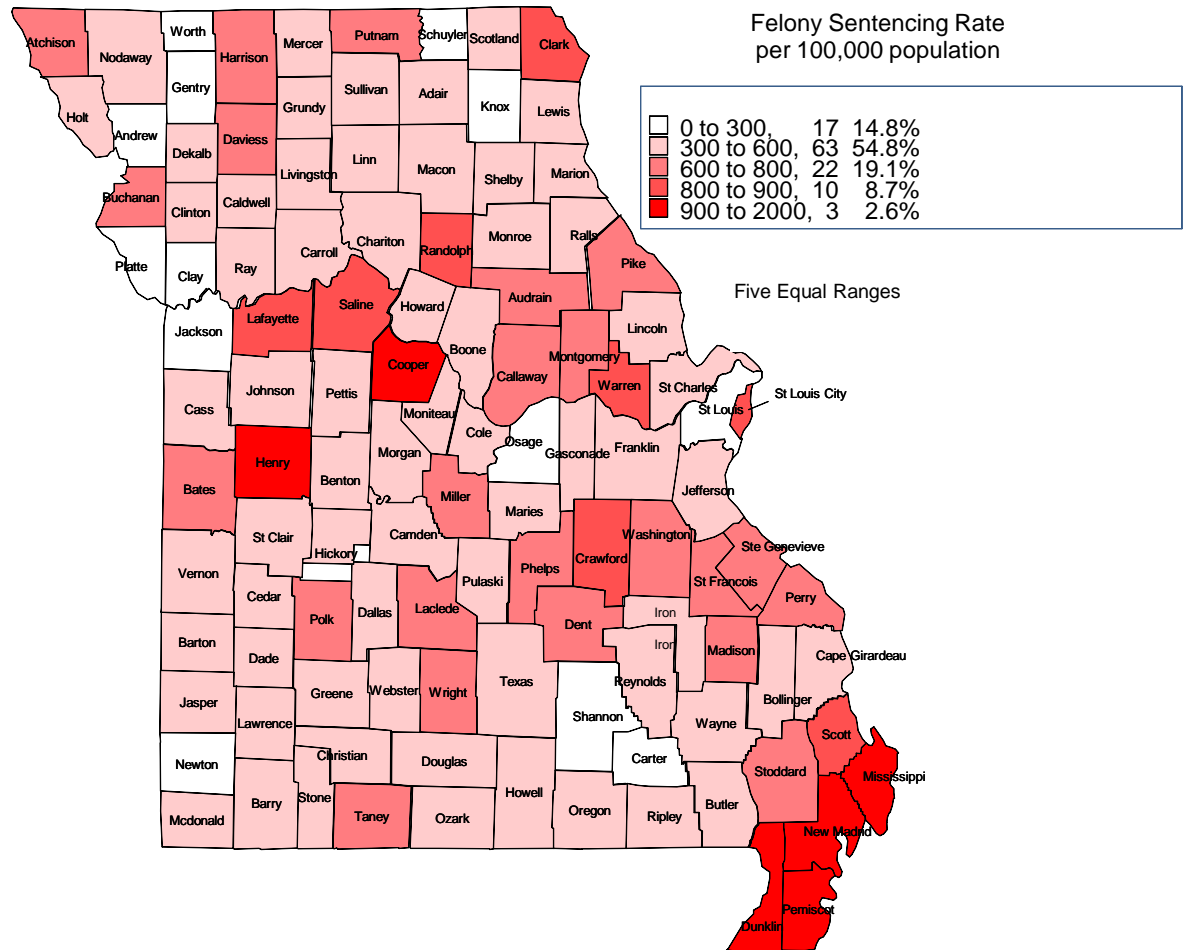 Felony Sentencing Rate
per 100,000 population
0 to 300, 17 14.8%
300 to 600, 63 54.8%
600 to 800, 22 19.1%
800 to 900, 10 8.7%
900 to 2000, 3 2.6%
Five Equal Ranges
Atchison
Nodaway
Worth
Harrison
Mercer
Putnam
Schuyler
Scotland
Clark
Gentry
Holt
Andrew
Dekalb
Daviess
Grundy
Sullivan
Adair
Knox
Lewis
Livingston
Linn
Macon
Shelby
Marion
Buchanan
Clinton
Caldwell
Platte
Clay
Ray
Carroll
Chariton
Randolph
Monroe
Ralls
Pike
Jackson
Lafayette
Saline
Howard
Audrain
Boone
Callaway
Montgomery
Lincoln
Warren
St Charles
St Louis
St Louis City
Cass
Johnson
Pettis
Cooper
Moniteau
Cole
Osage
Gasconade
Franklin
Jefferson
Bates
Henry
Benton
Morgan
Miller
Maries
St Clair
Hickory
Camden
Pulaski
Phelps
Crawford
Washington
Ste Genevieve
St Francois
Perry
Vernon
Cedar
Polk
Dallas
Laclede
Dent
Iron
Iron
Madison
Barton
Dade
Cape Girardeau
Jasper
Lawrence
Greene
Webster
Wright
Texas
Shannon
Reynolds
Wayne
Bollinger
Scott
Newton
Christian
Douglas
Carter
Stoddard
Mississippi
Mcdonald
Barry
Stone
Taney
Ozark
Howell
Oregon
Ripley
Butler
New Madrid
Dunklin
Pemiscot